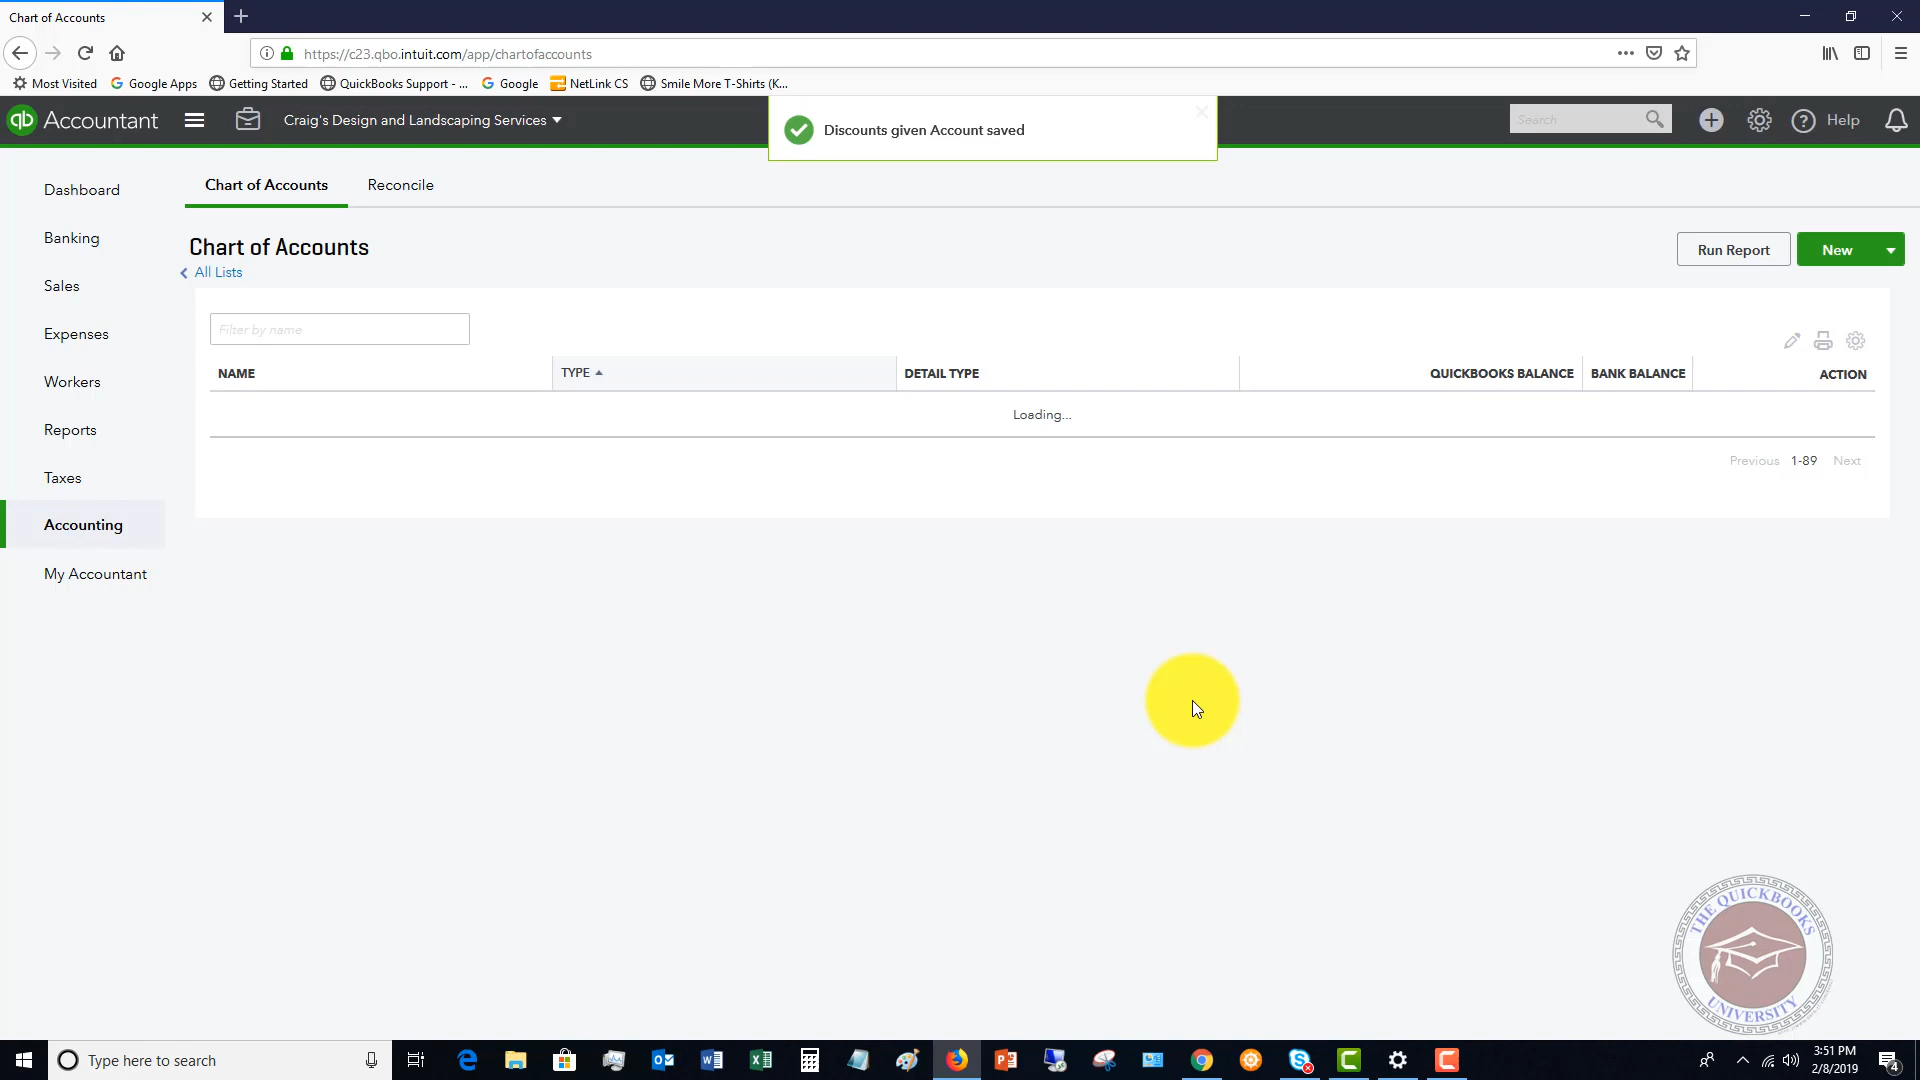 Chart of Accounts
https://c23.qbo.intuit.com/app/chartofaccounts
Most Visited Google Apps Getting Started QuickBooks Support - ... Google NetLink CS Smile More T-Shirts (K...
qb Accountant Craig's Design and Landscaping Services Search Help
Discounts given Account saved
Dashboard
Banking
Sales
Expenses
Workers
Reports
Taxes
Accounting
My Accountant
Chart of Accounts Reconcile
Chart of Accounts
All Lists
Run Report New
Filter by name
NAME TYPE DETAIL TYPE QUICKBOOKS BALANCE BANK BALANCE ACTION
Loading...
Previous 1-89 Next
THE QUICKBOOKS
UNIVERSITY
Type here to search
3:51 PM
2/8/2019
4